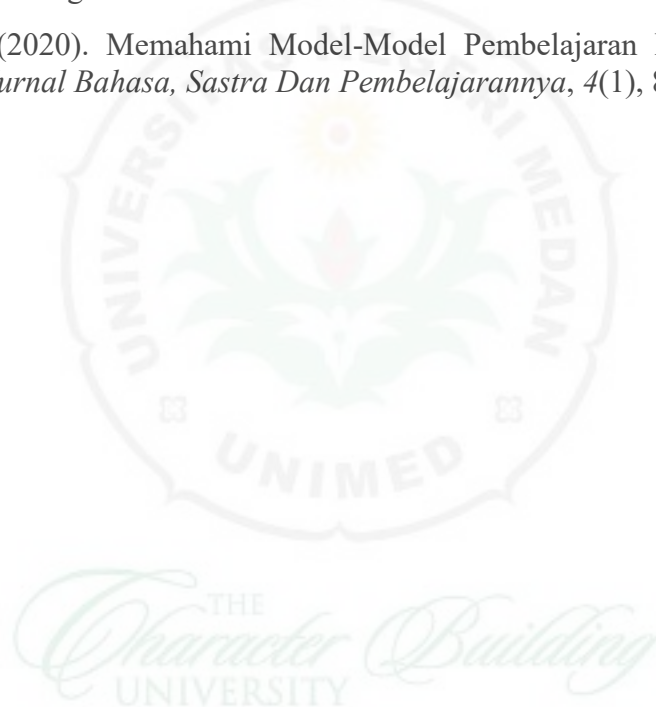 (2020). Memahami Model-Model Pembelajaran
urnal Bahasa, Sastra Dan Pembelajarannya, 4(1),
UNIVERSITAS NEGERI MEDAN
UNIMED
THE
Character Building
UNIVERSITY